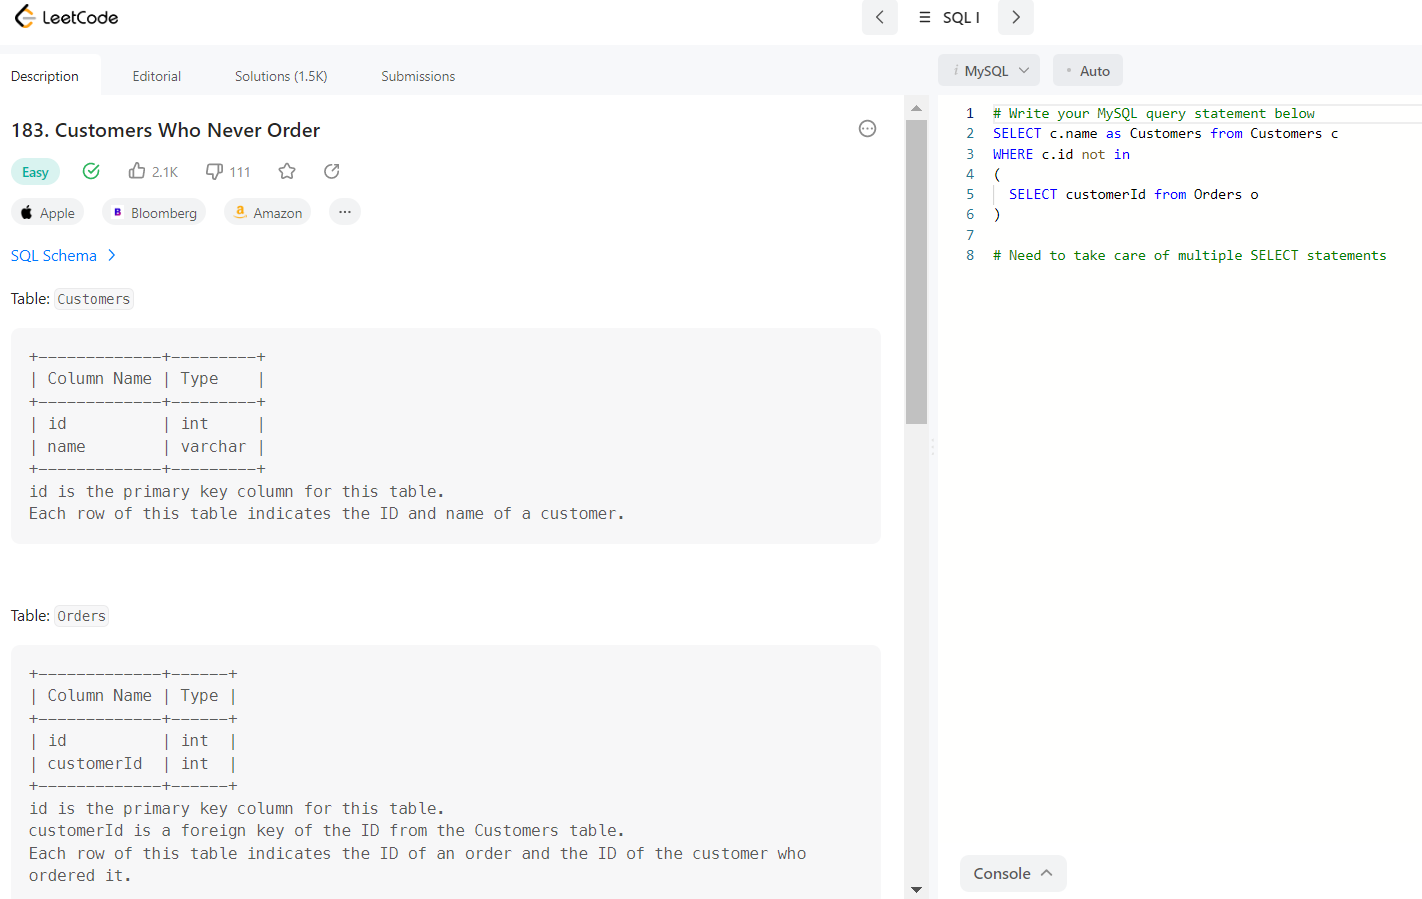 LeetCode
SQL I
Description Editorial Solutions (1.5K) Submissions
i MySQL • Auto
183. Customers Who Never Order
Easy 2.1K 111
Apple Bloomberg Amazon ...
SQL Schema >
Table: Customers
+-------------+---------+
| Column Name | Type    |
+-------------+---------+
| id          | int     |
| name        | varchar |
+-------------+---------+
id is the primary key column for this table.
Each row of this table indicates the ID and name of a customer.
Table: Orders
+-------------+------+
| Column Name | Type |
+-------------+------+
| id          | int  |
| customerId  | int  |
+-------------+------+
id is the primary key column for this table.
customerId is a foreign key of the ID from the Customers table.
Each row of this table indicates the ID of an order and the ID of the customer who
ordered it.
1 # Write your MySQL query statement below
2 SELECT c.name as Customers from Customers c
3 WHERE c.id not in
4 (
5   SELECT customerId from Orders o
6 )
7
8 # Need to take care of multiple SELECT statements
Console